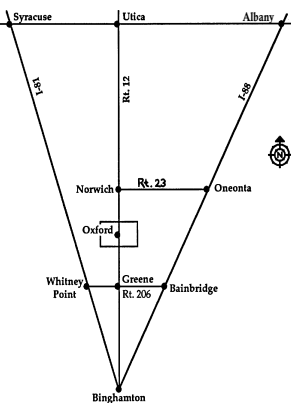 Syracuse
Utica
Albany
I-81
Rt. 12
I-88
N
Norwich
Rt. 23
Oneonta
Oxford
Whitney
Point
Greene
Rt. 206
Bainbridge
Binghamton